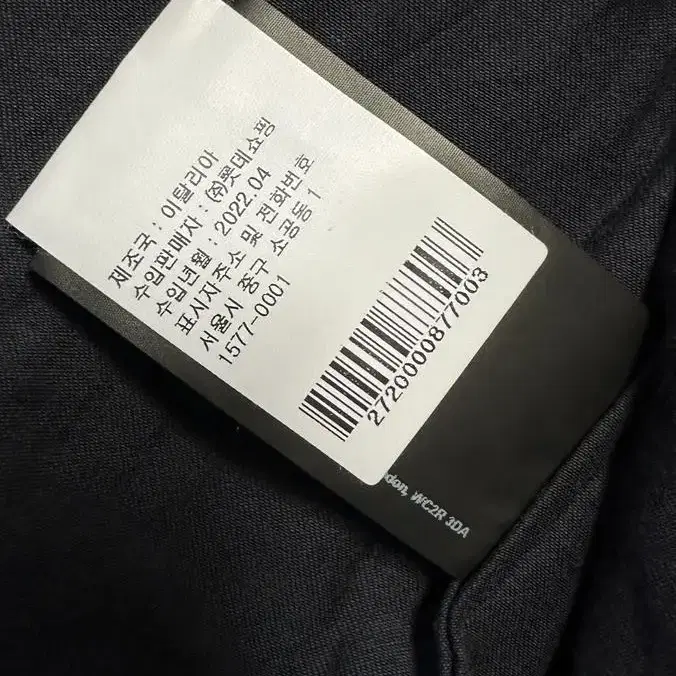 제조국 : 이탈리아
수입판매자 : (주)롯데쇼핑
수입년월 : 2022.04
표시자주소 및 전화번호
서울시 중구 소공동 1
1577-0001
2720000877003
WC2R 3DA